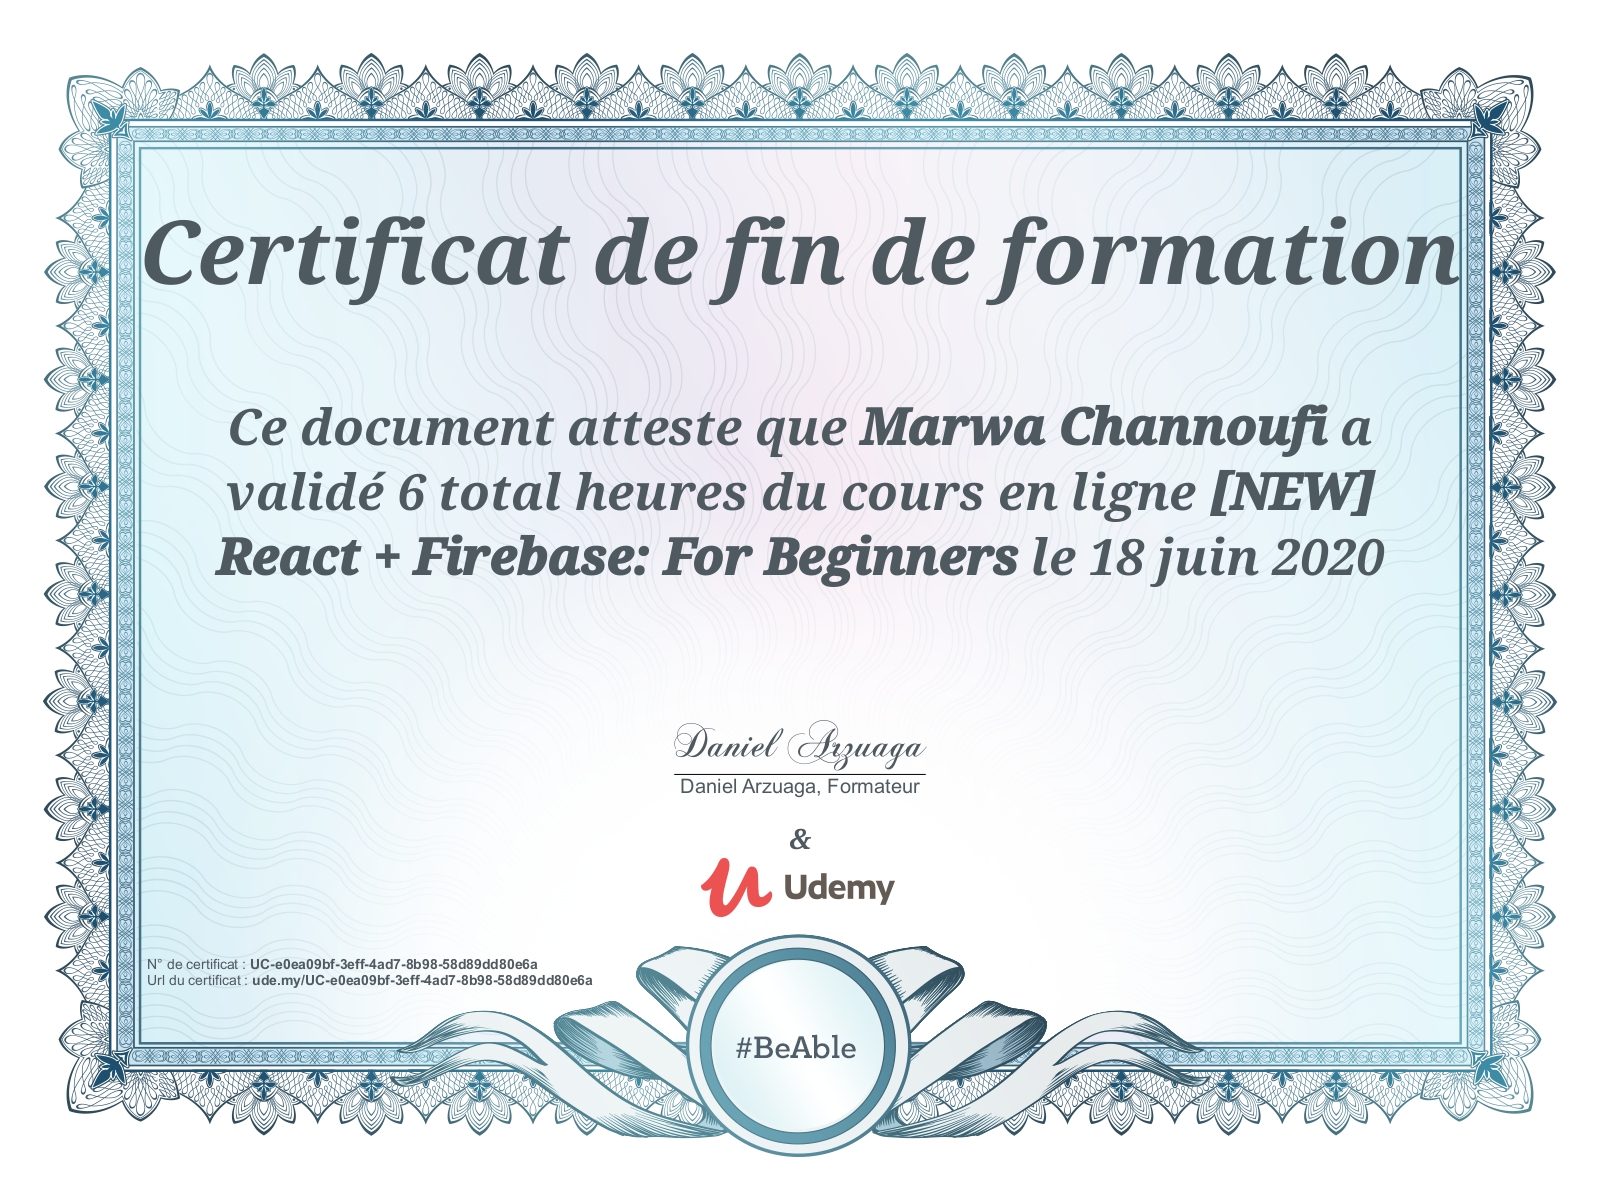 Certificat de fin de formation
Ce document atteste que Marwa Channoufi a
validé 6 total heures du cours en ligne [NEW]
React + Firebase: For Beginners le 18 juin 2020
Daniel Arzuaga
Daniel Arzuaga, Formateur
&
Udemy
N° de certificat : UC-e0ea09bf-3eff-4ad7-8b98-58d89dd80e6a
Url du certificat : ude.my/UC-e0ea09bf-3eff-4ad7-8b98-58d89dd80e6a
#BeAble